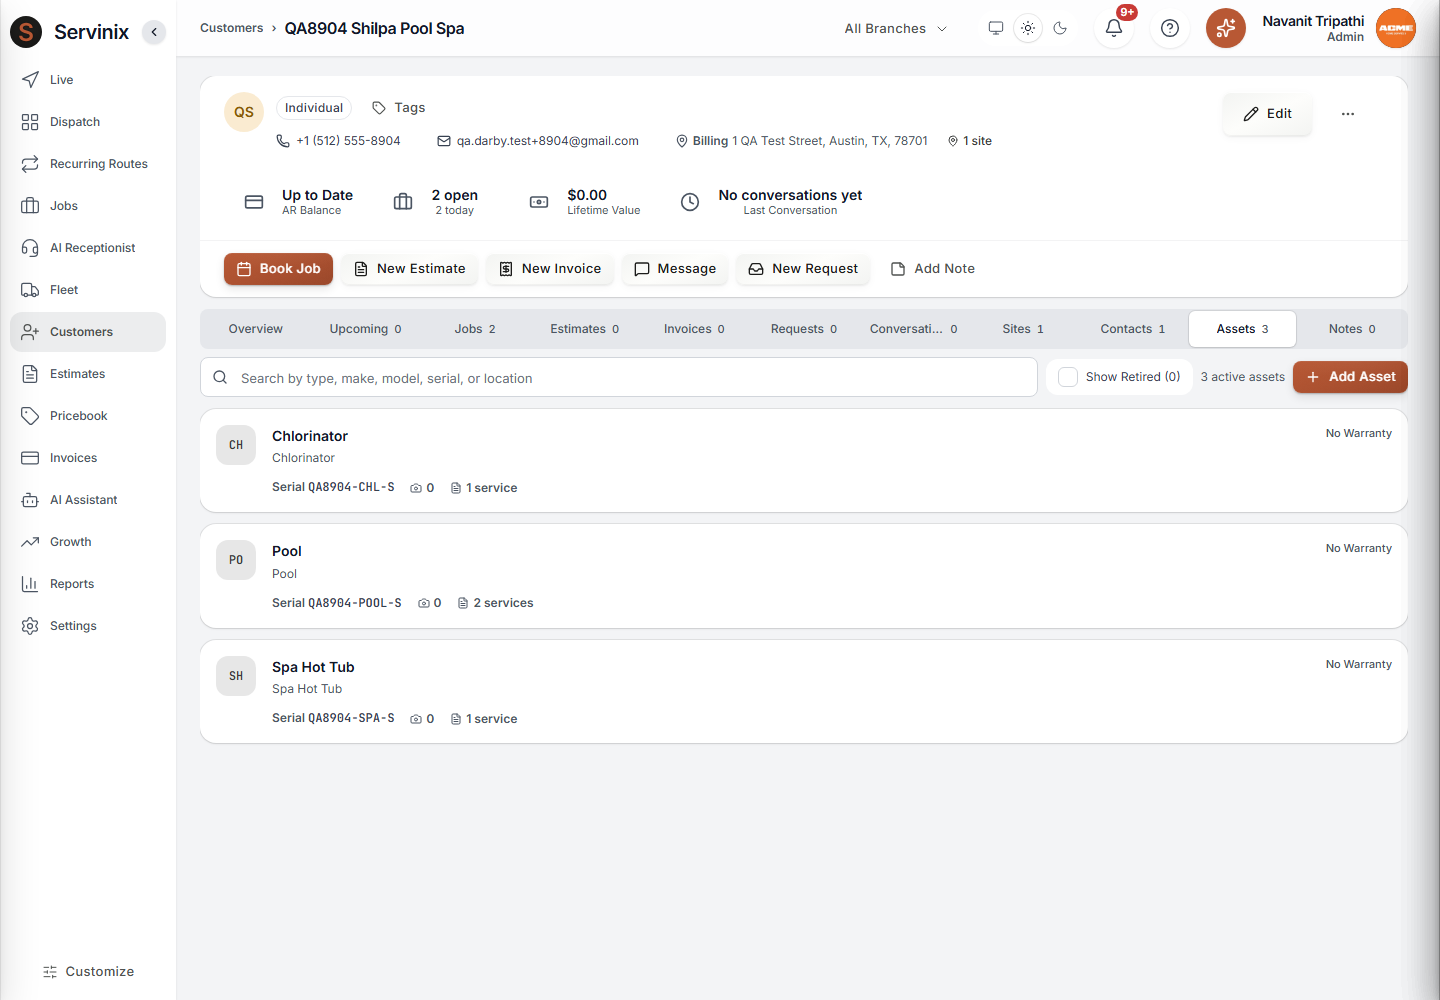 Servinix
Customers › QA8904 Shilpa Pool Spa
All Branches
9+
Navanit Tripathi
Admin
ACME
Live
Dispatch
Recurring Routes
Jobs
AI Receptionist
Fleet
Customers
Estimates
Pricebook
Invoices
AI Assistant
Growth
Reports
Settings
Customize
QS
Individual
Tags
Edit
+1 (512) 555-8904
qa.darby.test+8904@gmail.com
Billing 1 QA Test Street, Austin, TX, 78701
1 site
Up to Date
AR Balance
2 open
2 today
$0.00
Lifetime Value
No conversations yet
Last Conversation
Book Job
New Estimate
New Invoice
Message
New Request
Add Note
Overview
Upcoming 0
Jobs 2
Estimates 0
Invoices 0
Requests 0
Conversati... 0
Sites 1
Contacts 1
Assets 3
Notes 0
Search by type, make, model, serial, or location
Show Retired (0)
3 active assets
Add Asset
CH
Chlorinator
No Warranty
Chlorinator
Serial QA8904-CHL-S
0
1 service
PO
Pool
No Warranty
Pool
Serial QA8904-POOL-S
0
2 services
SH
Spa Hot Tub
No Warranty
Spa Hot Tub
Serial QA8904-SPA-S
0
1 service